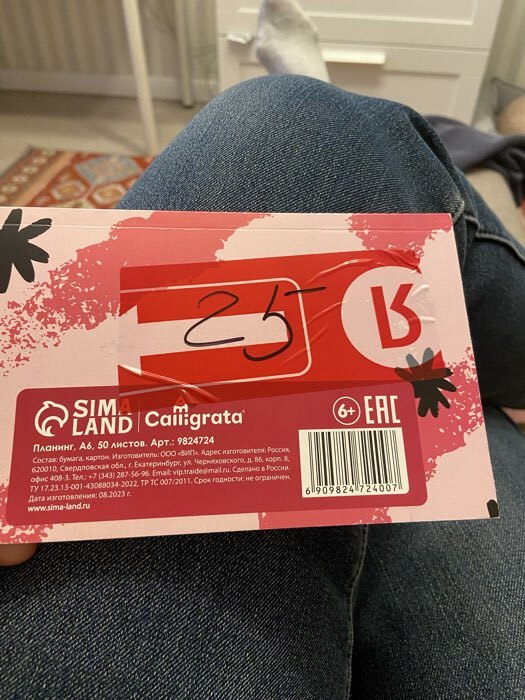 25
Я
SIMA
LAND
Calligrata
6+
EAC
Планинг, А6, 50 листов. Арт.: 9824724
Состав: бумага, картон. Изготовитель: ООО «ВИП». Адрес изготовителя: Россия,
620010, Свердловская обл., г. Екатеринбург, ул. Черняховского, д. 86, корп. 8,
офис 408-3. Тел.: +7 (343) 287-56-96. Email: vip.traide@mail.ru. Сделано в России.
ТУ 17.23.13-001-43088034-2022, ТР ТС 007/2011. Срок годности: не ограничен.
Дата изготовления: 08.2023 г.
www.sima-land.ru
6 909824 724007